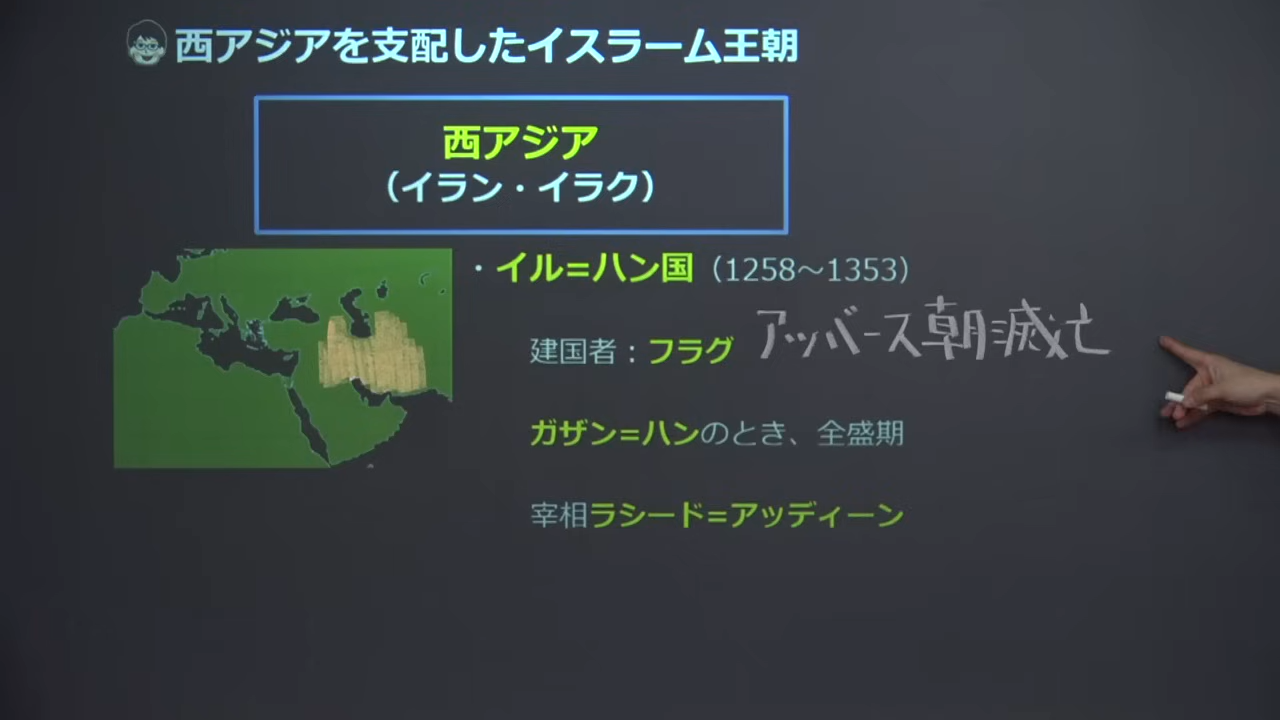 西アジアを支配したイスラーム王朝
西アジア
（イラン・イラク）
・イル=ハン国（1258～1353）
建国者：フラグ アッバース朝滅亡
ガザン=ハンのとき、全盛期
宰相ラシード=アッディーン